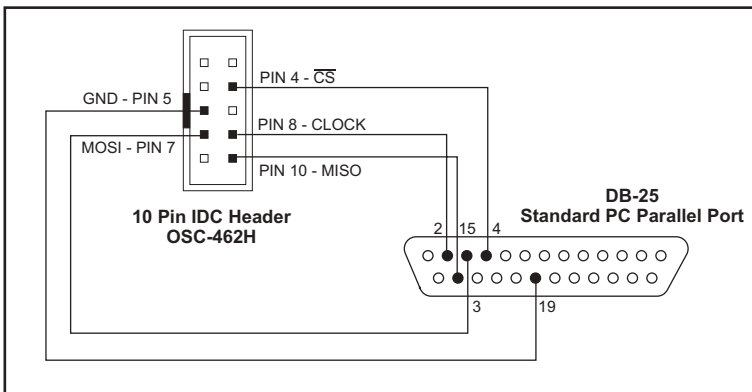 PIN 4 - CS
GND - PIN 5
PIN 8 - CLOCK
MOSI - PIN 7
PIN 10 - MISO
10 Pin IDC Header
OSC-462H
DB-25
Standard PC Parallel Port
2 15 4
3 19